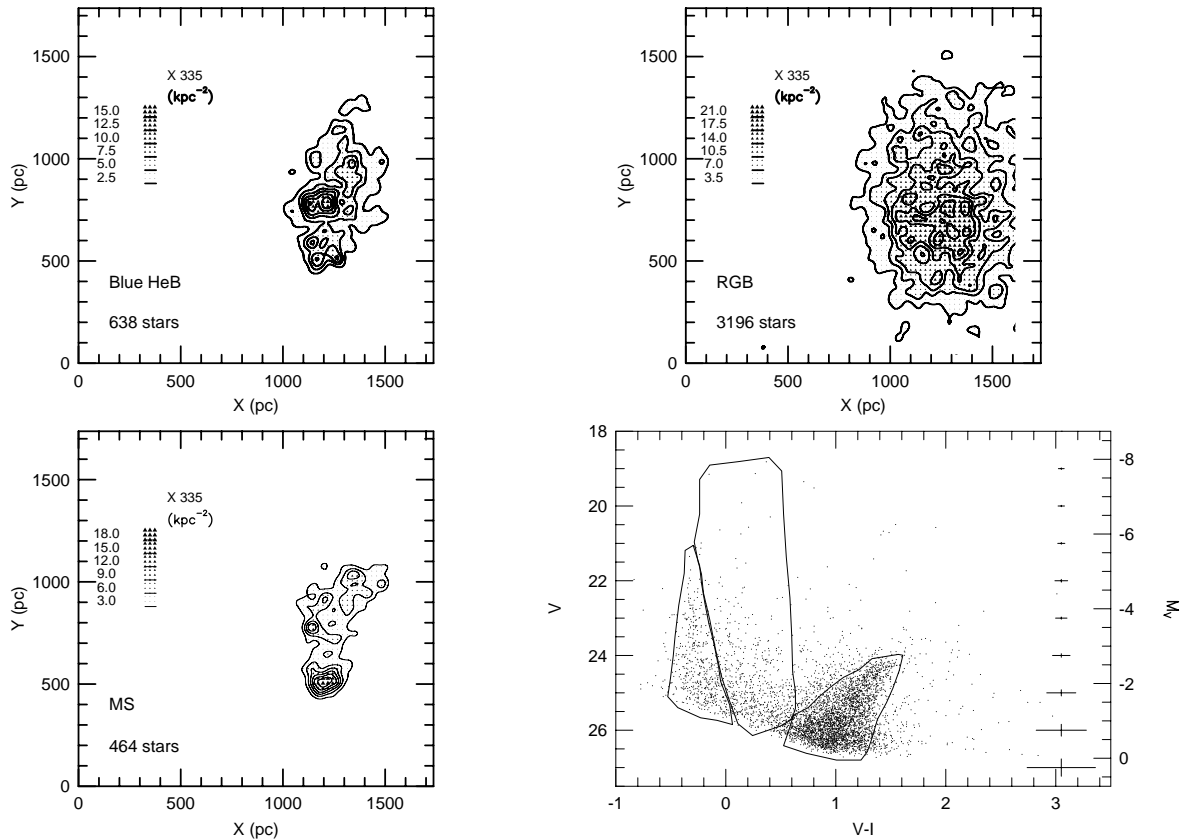 1500
1000
500
0
0
500
1000
1500
Y (pc)
X (pc)
X 335
(kpc⁻²)
15.0
12.5
10.0
7.5
5.0
2.5
Blue HeB
638 stars
1500
1000
500
0
0
500
1000
1500
Y (pc)
X (pc)
X 335
(kpc⁻²)
21.0
17.5
14.0
10.5
7.0
3.5
RGB
3196 stars
1500
1000
500
0
0
500
1000
1500
Y (pc)
X (pc)
X 335
(kpc⁻²)
18.0
15.0
12.0
9.0
6.0
3.0
MS
464 stars
18
20
22
24
26
V
-1
0
1
2
3
V-I
-8
-6
-4
-2
0
Mv